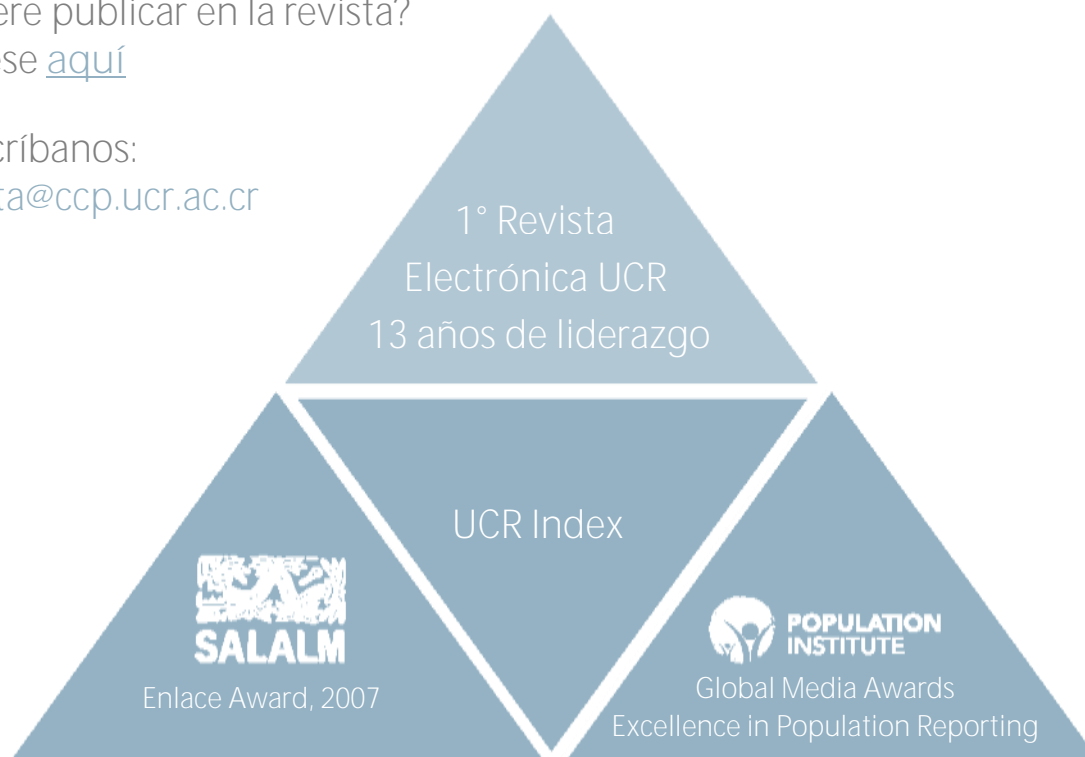 ere publicar en la revista?
ese aquí
críbanos:
ta@ccp.ucr.ac.cr
1° Revista
Electrónica UCR
13 años de liderazgo
UCR Index
SALALM
Enlace Award, 2007
POPULATION
INSTITUTE
Global Media Awards
Excellence in Population Reporting